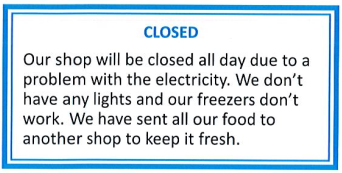 CLOSED
Our shop will be closed all day due to a
problem with the electricity. We don't
have any lights and our freezers don't
work. We have sent all our food to
another shop to keep it fresh.